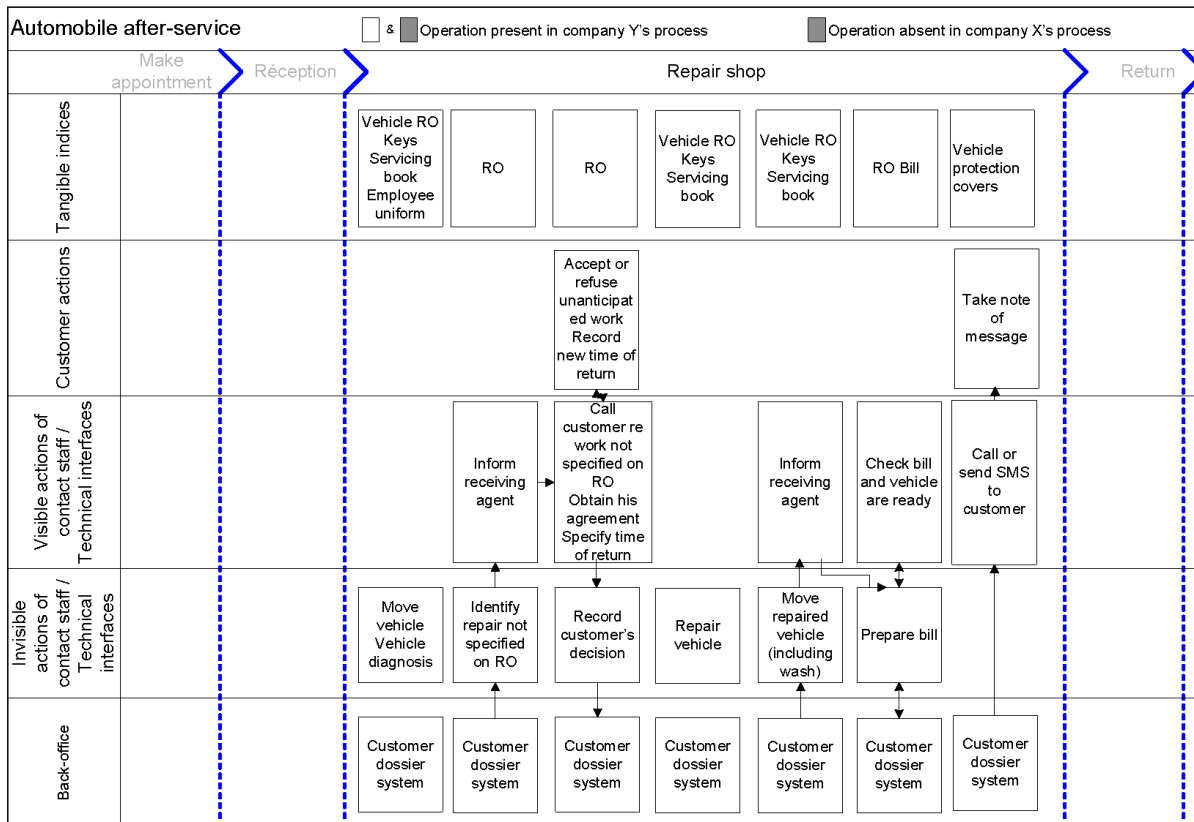 Automobile after-service
& Operation present in company Y's process
Operation absent in company X's process
Make
appointment
Réception
Repair shop
Return
Tangible indices
Vehicle RO
Keys
Servicing
book
Employee
uniform
RO
RO
Vehicle RO
Keys
Servicing
book
Vehicle RO
Keys
Servicing
book
RO Bill
Vehicle
protection
covers
Customer actions
Accept or
refuse
unanticipat
ed work
Record
new time of
return
Take note
of
message
Visible actions of
contact staff /
Technical interfaces
Inform
receiving
agent
Call
customer re
work not
specified on
RO
Obtain his
agreement
Specify time
of return
Inform
receiving
agent
Check bill
and vehicle
are ready
Call or
send SMS
to
customer
Invisible
actions of
contact staff /
Technical
interfaces
Move
vehicle
Vehicle
diagnosis
Identify
repair not
specified
on RO
Record
customer's
decision
Repair
vehicle
Move
repaired
vehicle
(including
wash)
Prepare bill
Back-office
Customer
dossier
system
Customer
dossier
system
Customer
dossier
system
Customer
dossier
system
Customer
dossier
system
Customer
dossier
system
Customer
dossier
system